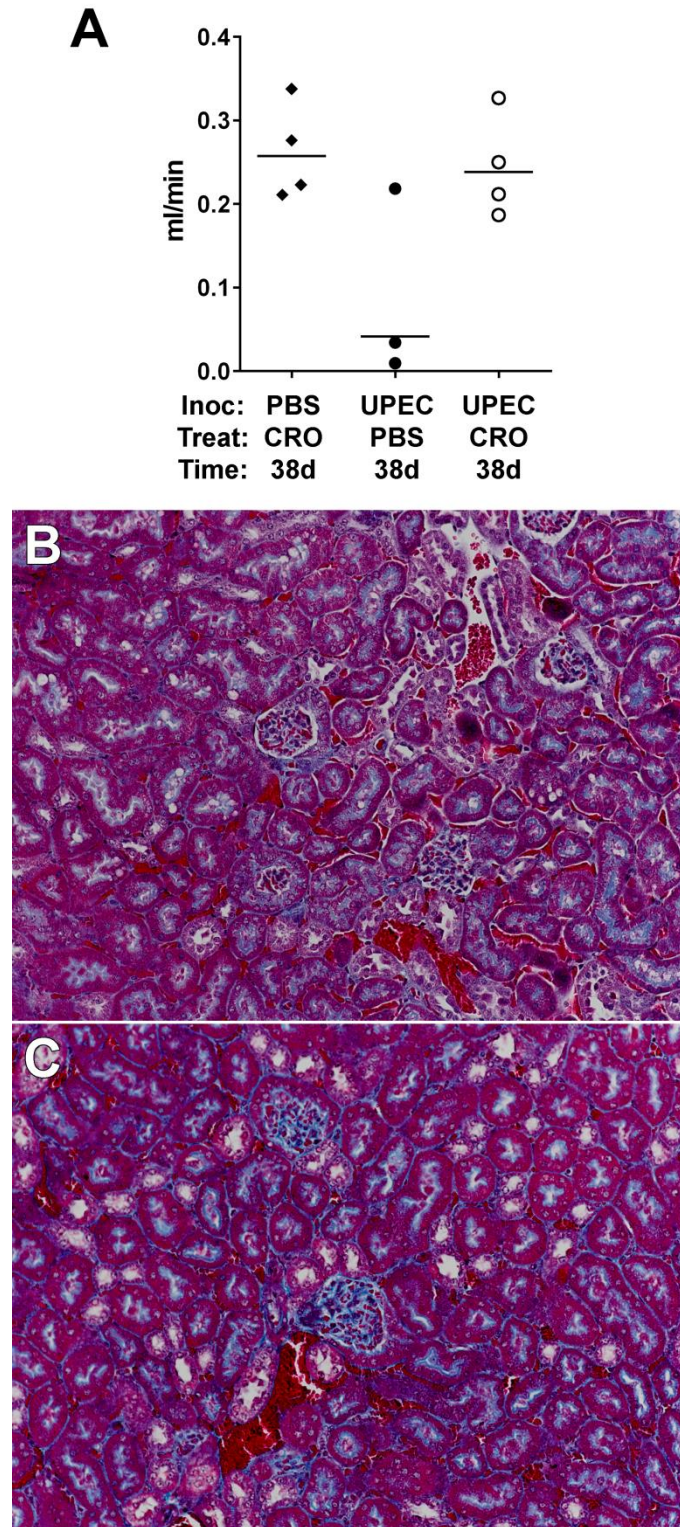 A
0.4
0.3
0.2
0.1
0.0
ml/min
Inoc: PBS UPEC UPEC
Treat: CRO PBS CRO
Time: 38d 38d 38d
B
C